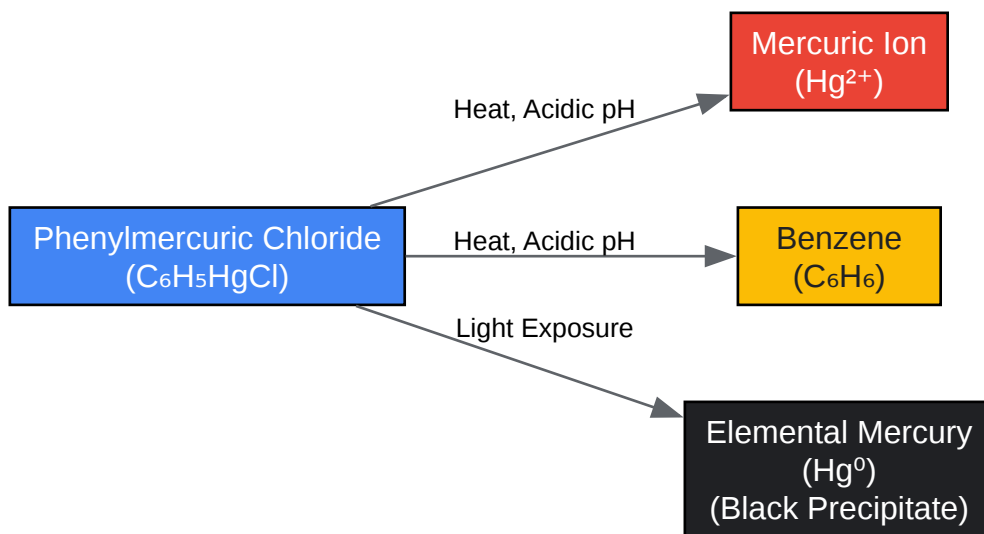 Mercuric Ion
(Hg²⁺)
Heat, Acidic pH
Phenylmercuric Chloride
(C₆H₅HgCl)
Heat, Acidic pH
Benzene
(C₆H₆)
Light Exposure
Elemental Mercury
(Hg⁰)
(Black Precipitate)